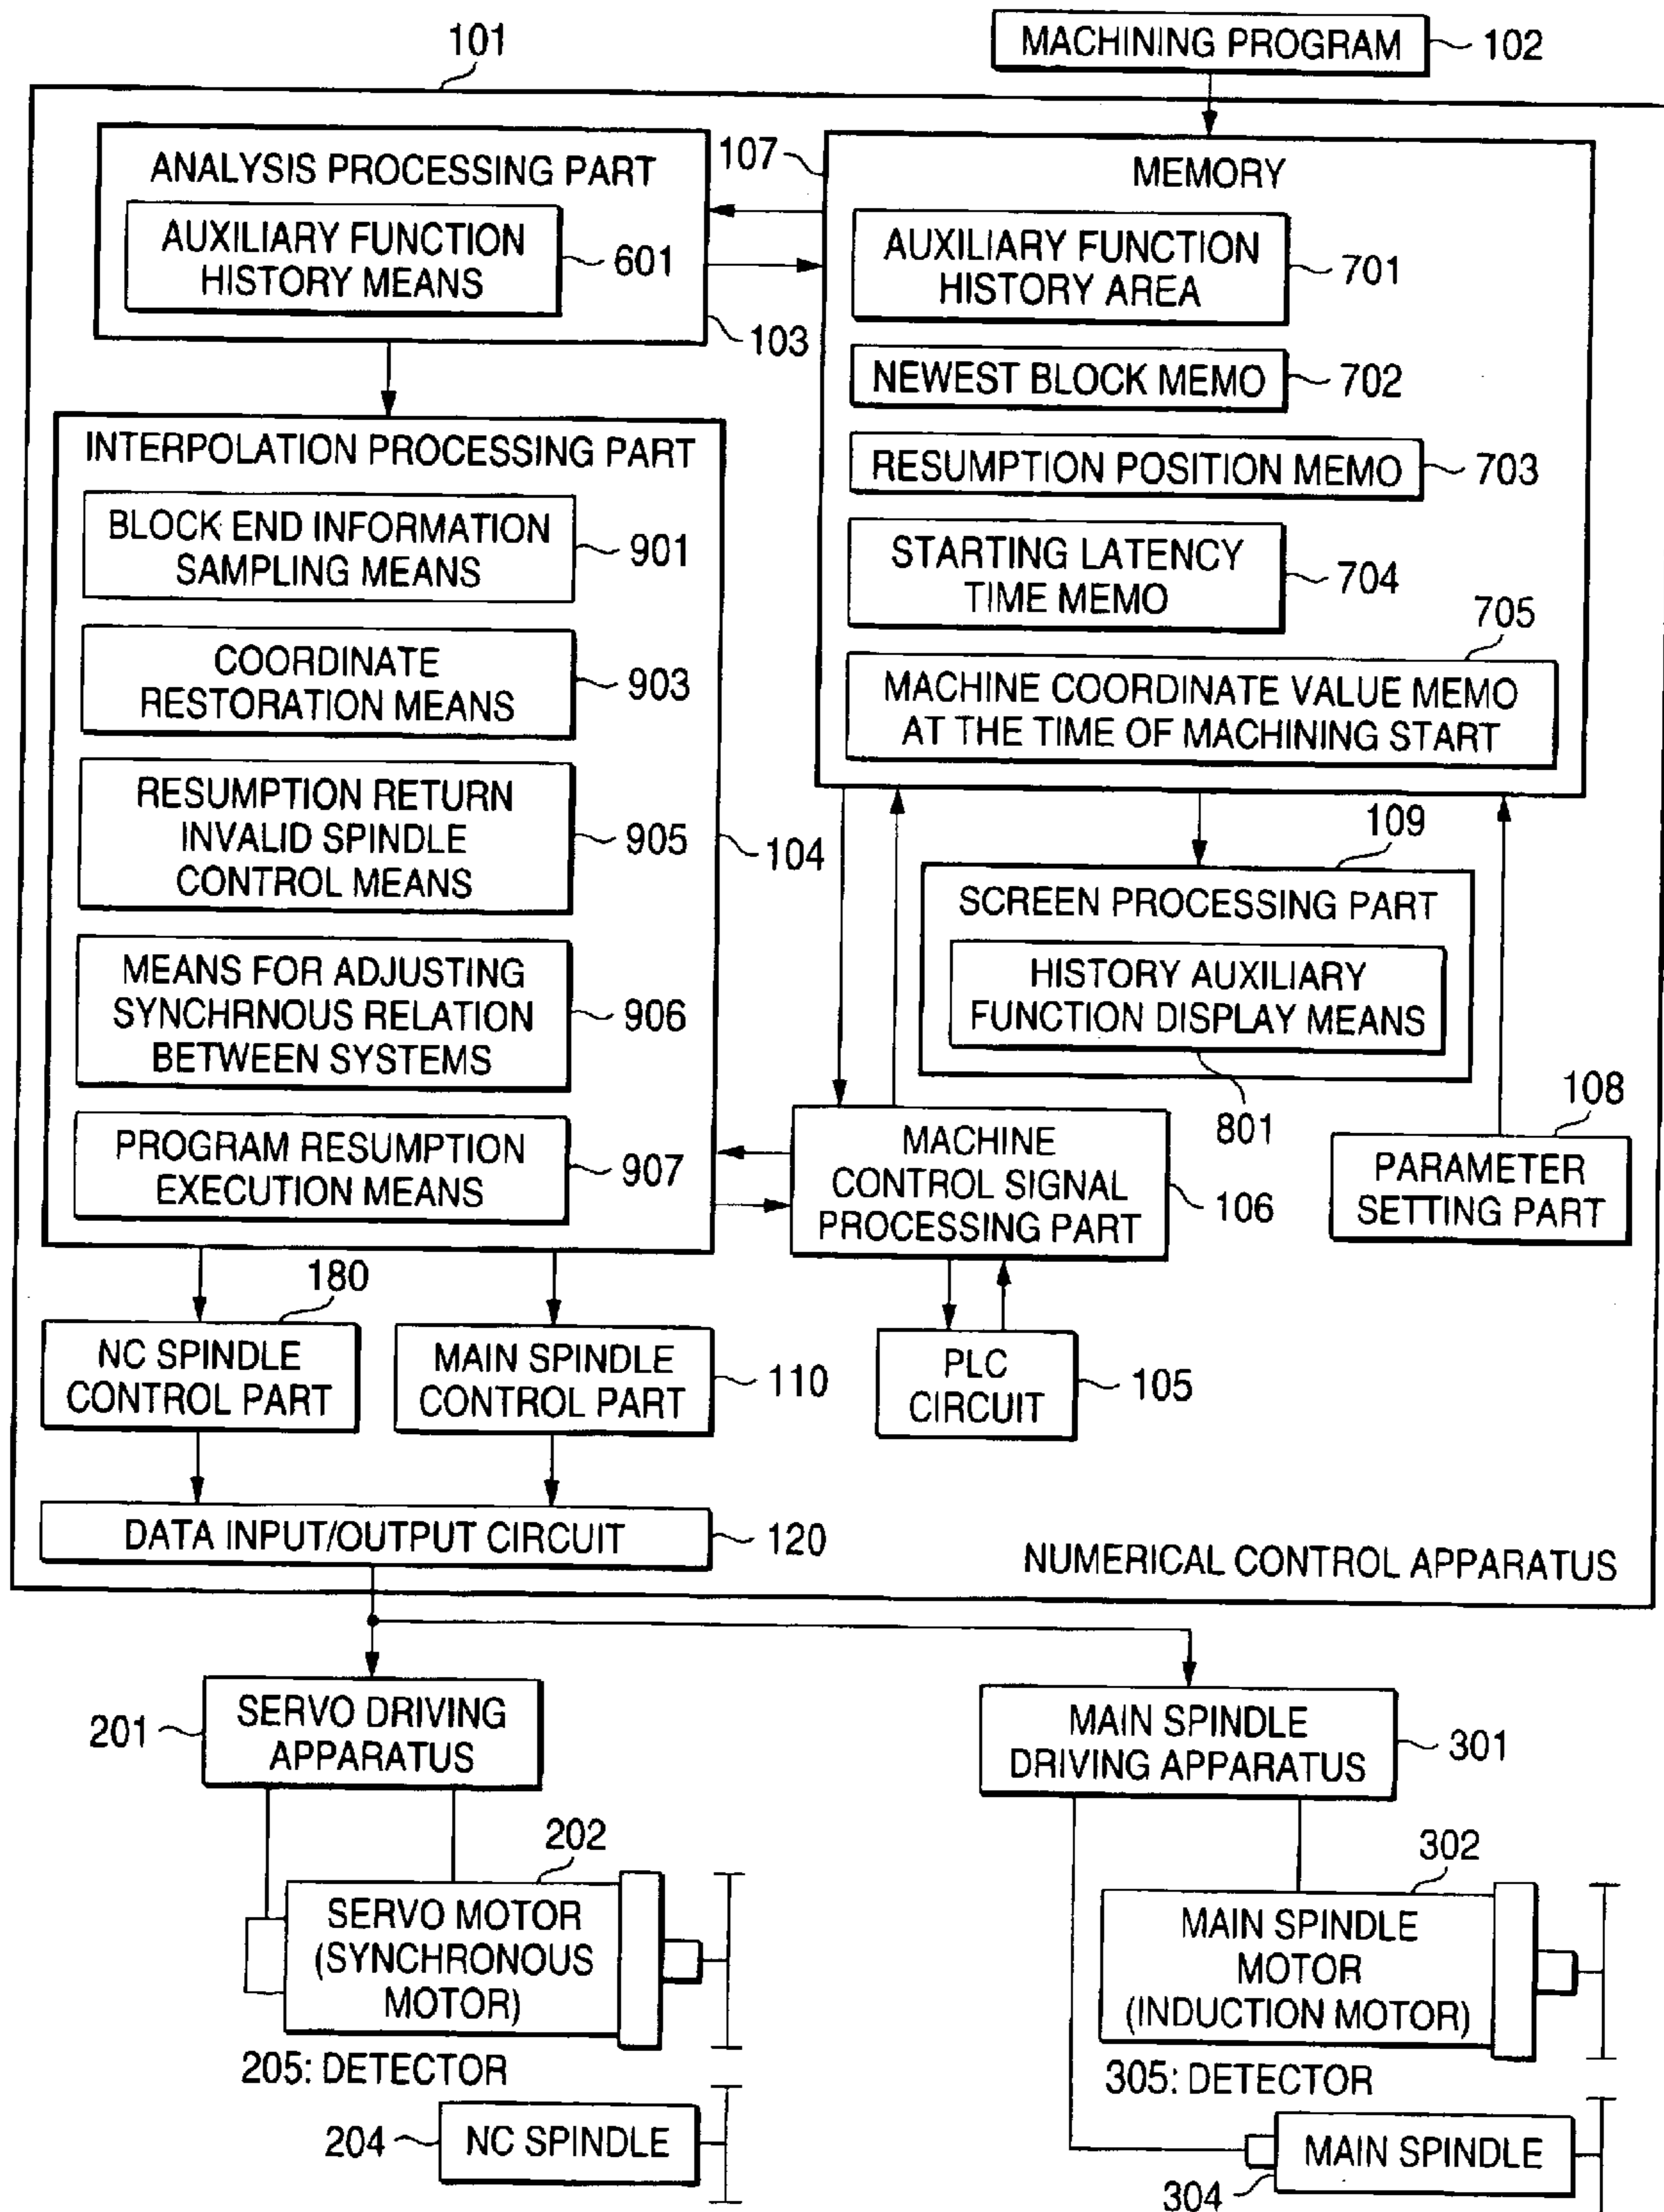 101
MACHINING PROGRAM
102
ANALYSIS PROCESSING PART
AUXILIARY FUNCTION
HISTORY MEANS
601
103
107
MEMORY
AUXILIARY FUNCTION
HISTORY AREA
701
NEWEST BLOCK MEMO
702
RESUMPTION POSITION MEMO
703
STARTING LATENCY
TIME MEMO
704
705
MACHINE COORDINATE VALUE MEMO
AT THE TIME OF MACHINING START
INTERPOLATION PROCESSING PART
BLOCK END INFORMATION
SAMPLING MEANS
901
COORDINATE
RESTORATION MEANS
903
RESUMPTION RETURN
INVALID SPINDLE
CONTROL MEANS
905
104
MEANS FOR ADJUSTING
SYNCHRNOUS RELATION
BETWEEN SYSTEMS
906
PROGRAM RESUMPTION
EXECUTION MEANS
907
109
SCREEN PROCESSING PART
HISTORY AUXILIARY
FUNCTION DISPLAY MEANS
801
108
PARAMETER
SETTING PART
MACHINE
CONTROL SIGNAL
PROCESSING PART
106
180
NC SPINDLE
CONTROL PART
MAIN SPINDLE
CONTROL PART
110
PLC
CIRCUIT
105
DATA INPUT/OUTPUT CIRCUIT
120
NUMERICAL CONTROL APPARATUS
201
SERVO DRIVING
APPARATUS
MAIN SPINDLE
DRIVING APPARATUS
301
202
SERVO MOTOR
(SYNCHRONOUS
MOTOR)
205: DETECTOR
204
NC SPINDLE
302
MAIN SPINDLE
MOTOR
(INDUCTION MOTOR)
305: DETECTOR
MAIN SPINDLE
304